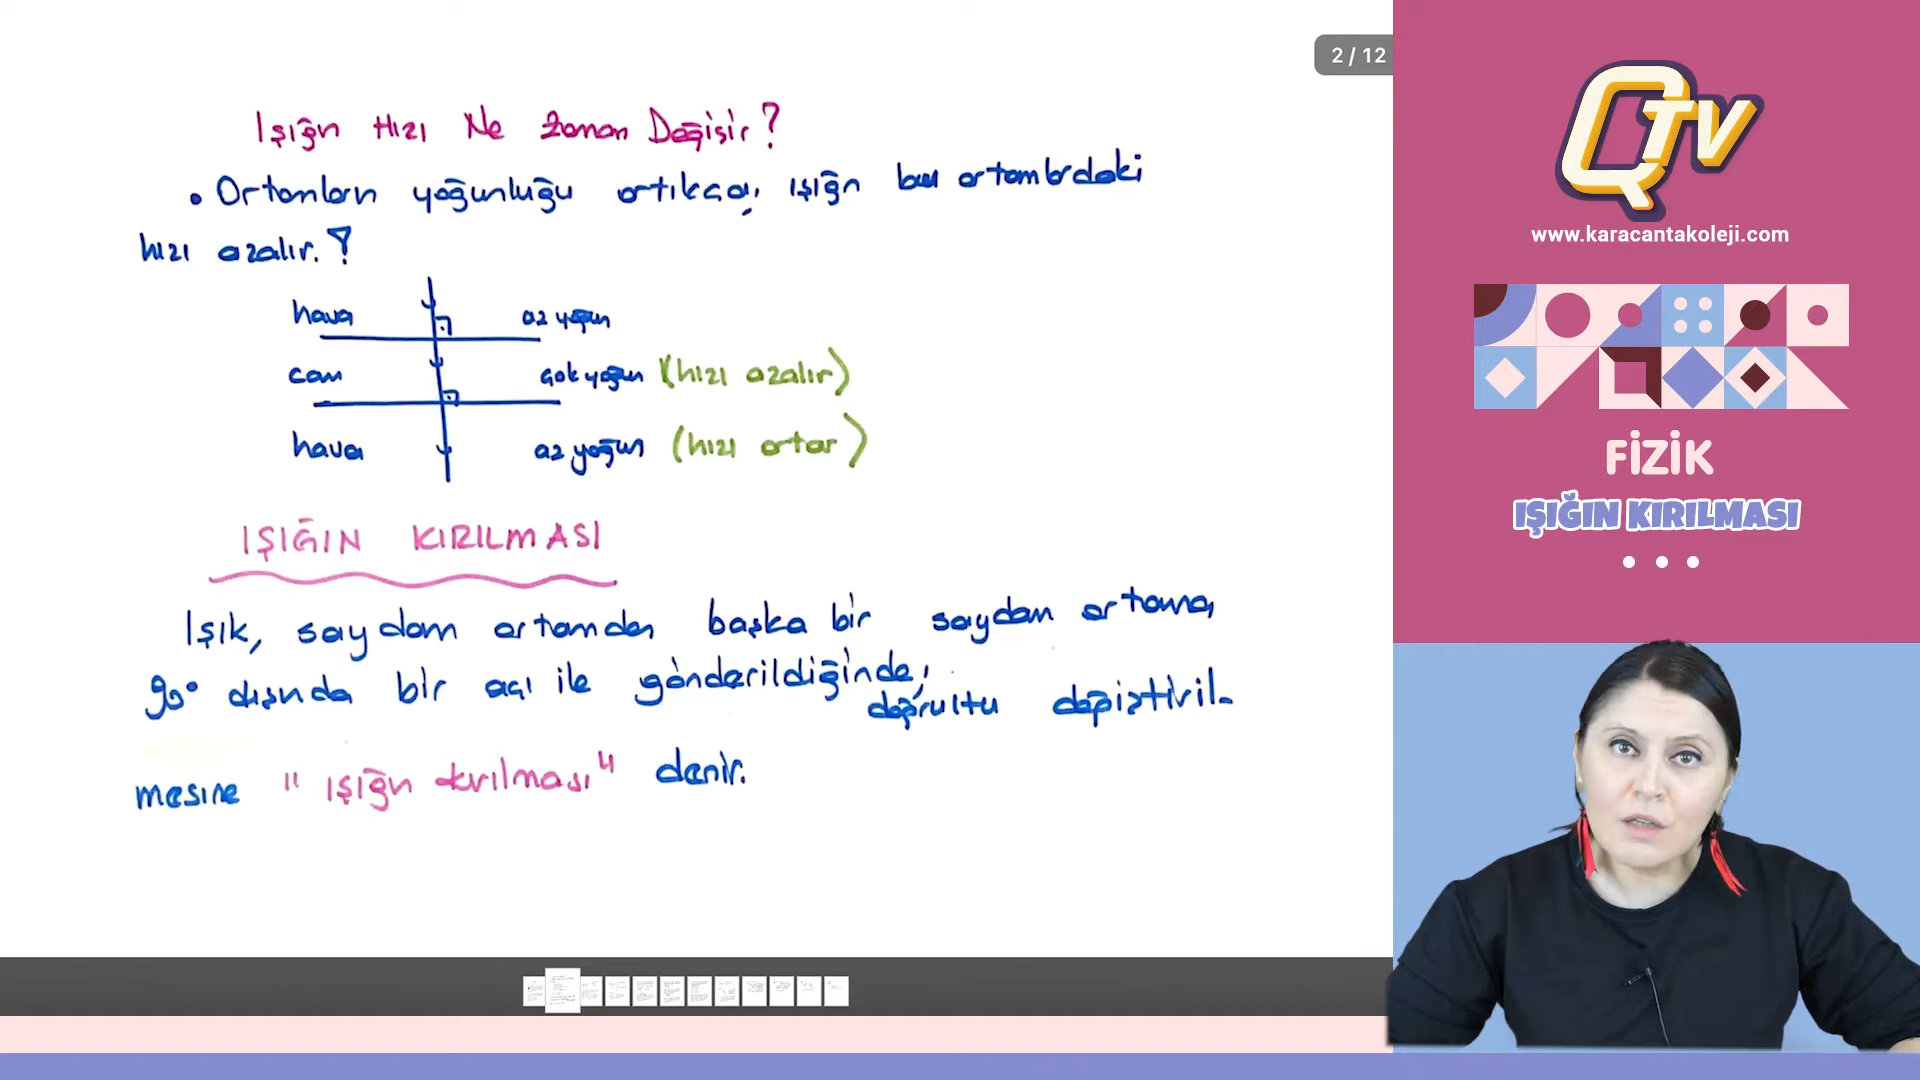 2 / 12
Işığın Hızı Ne Zaman Değişir?
• Ortamların yoğunluğu artıkça, ışığın bu ortamlardaki
hızı azalır.
hava az yoğun
cam çok yoğun (hızı azalır)
hava az yoğun (hızı artar)
IŞIĞIN KIRILMASI
Işık, saydam ortamdan başka bir saydam ortama,
90° dışında bir açı ile gönderildiğinde, doğrultu değiştiril-
mesine "ışığın kırılması" denir.
QTV
www.karacantakoleji.com
FİZİK
IŞIĞIN KIRILMASI